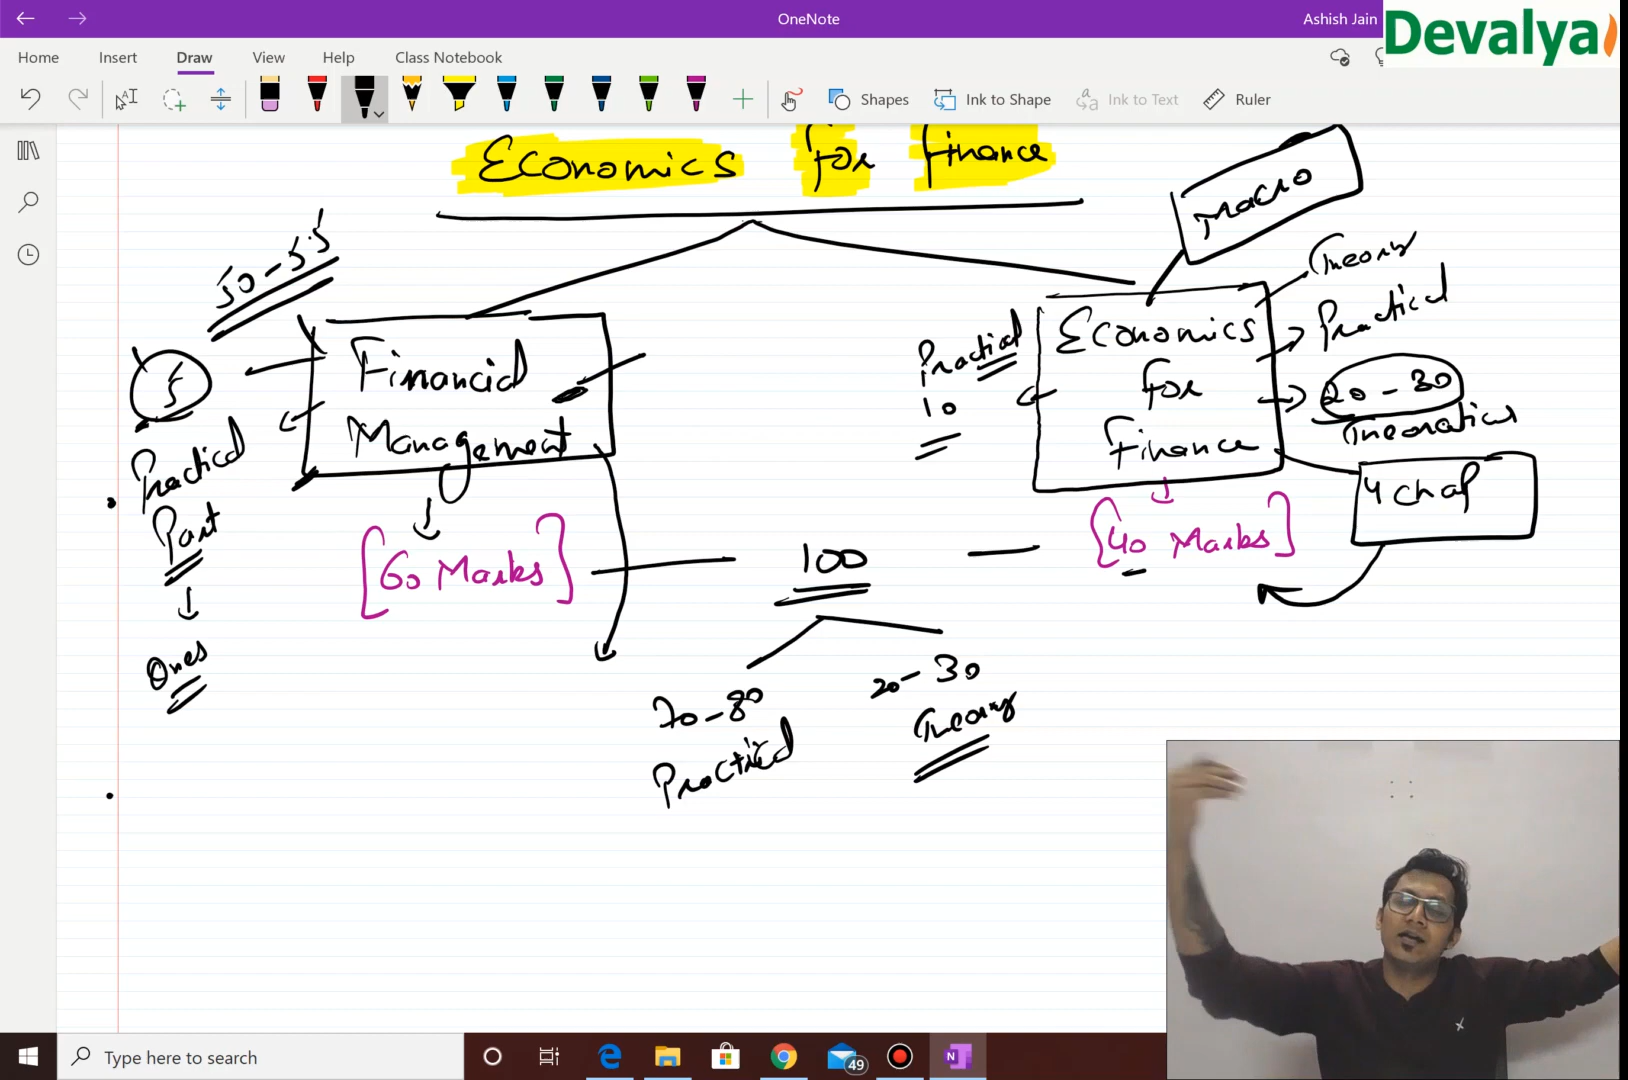 OneNote
Ashish Jain
Devalya
Home
Insert
Draw
View
Help
Class Notebook
Shapes
Ink to Shape
Ink to Text
Ruler
Economics for Finance
Macro
50-55
Theory
Practical
Economics
for
Finance
Practical
10
20-30
Theoretical
4 Chap
Financial
Management
5
Practical
Part
Ones
[60 Marks]
100
[40 Marks]
70-80
Practical
20-30
Theory
Type here to search
49